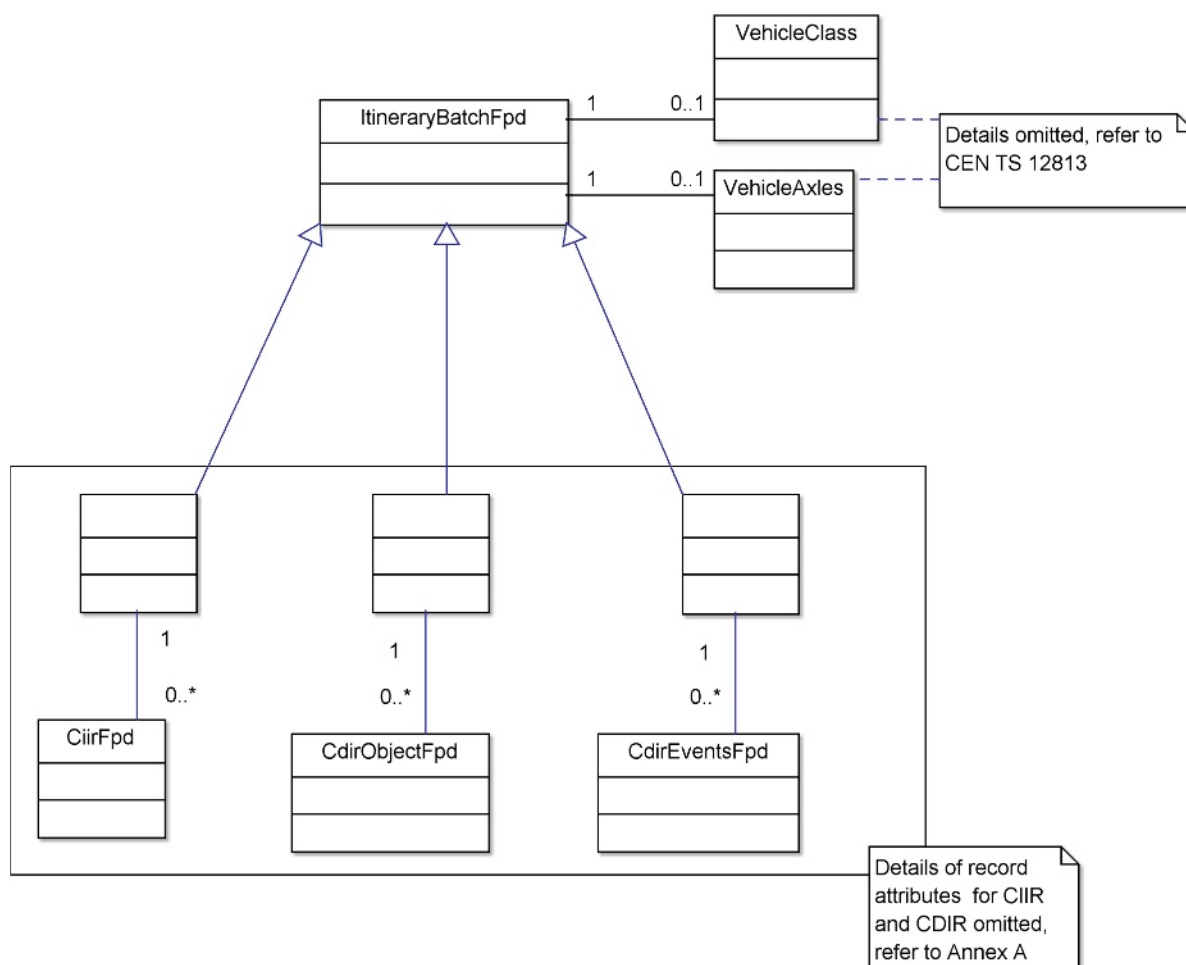 VehicleClass
1 0..1
ItineraryBatchFpd
Details omitted, refer to
CEN TS 12813
1 0..1
VehicleAxles
1
1
1
0..*
0..*
0..*
CiirFpd
CdirObjectFpd
CdirEventsFpd
Details of record
attributes for CIIR
and CDIR omitted,
refer to Annex A